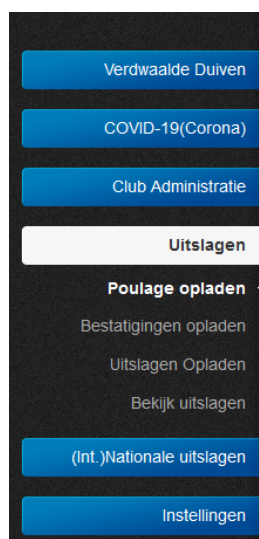 Verdwaalde Duiven
COVID-19(Corona)
Club Administratie
Uitslagen
Poulage opladen
Bestatigingen opladen
Uitslagen Opladen
Bekijk uitslagen
(Int.)Nationale uitslagen
Instellingen